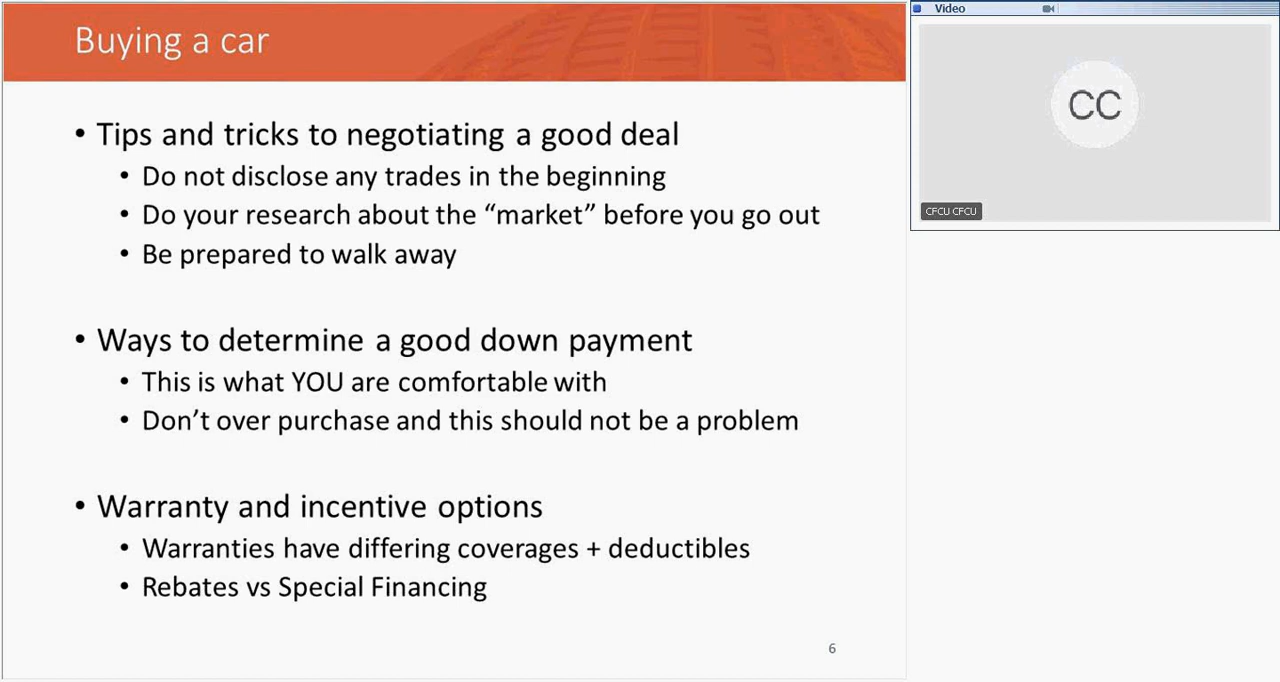 Buying a car
• Tips and tricks to negotiating a good deal
• Do not disclose any trades in the beginning
• Do your research about the “market” before you go out
• Be prepared to walk away
• Ways to determine a good down payment
• This is what YOU are comfortable with
• Don’t over purchase and this should not be a problem
• Warranty and incentive options
• Warranties have differing coverages + deductibles
• Rebates vs Special Financing
6
Video
CC
CFCU CFCU